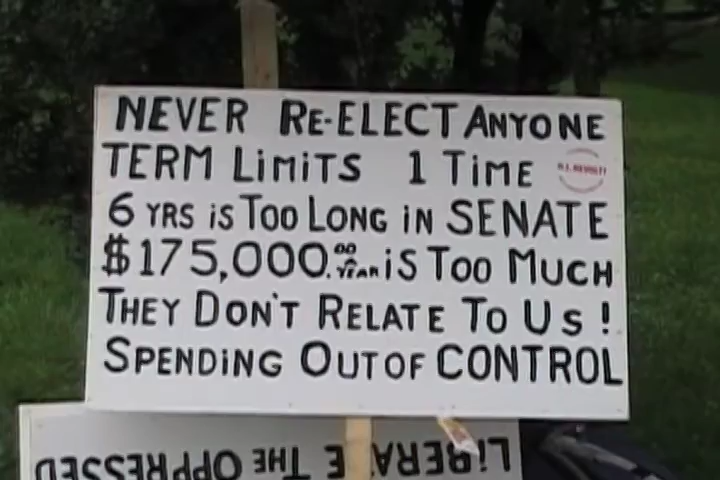 NEVER RE-ELECT ANYONE
TERM LiMiTS 1 TiME
6 YRS iS TOO LONG iN SENATE
$175,000.00 YEAR iS TOO MUCH
THEY DON'T RELATE TO US!
SPENDiNG OUT OF CONTROL
THE OPPRESSED